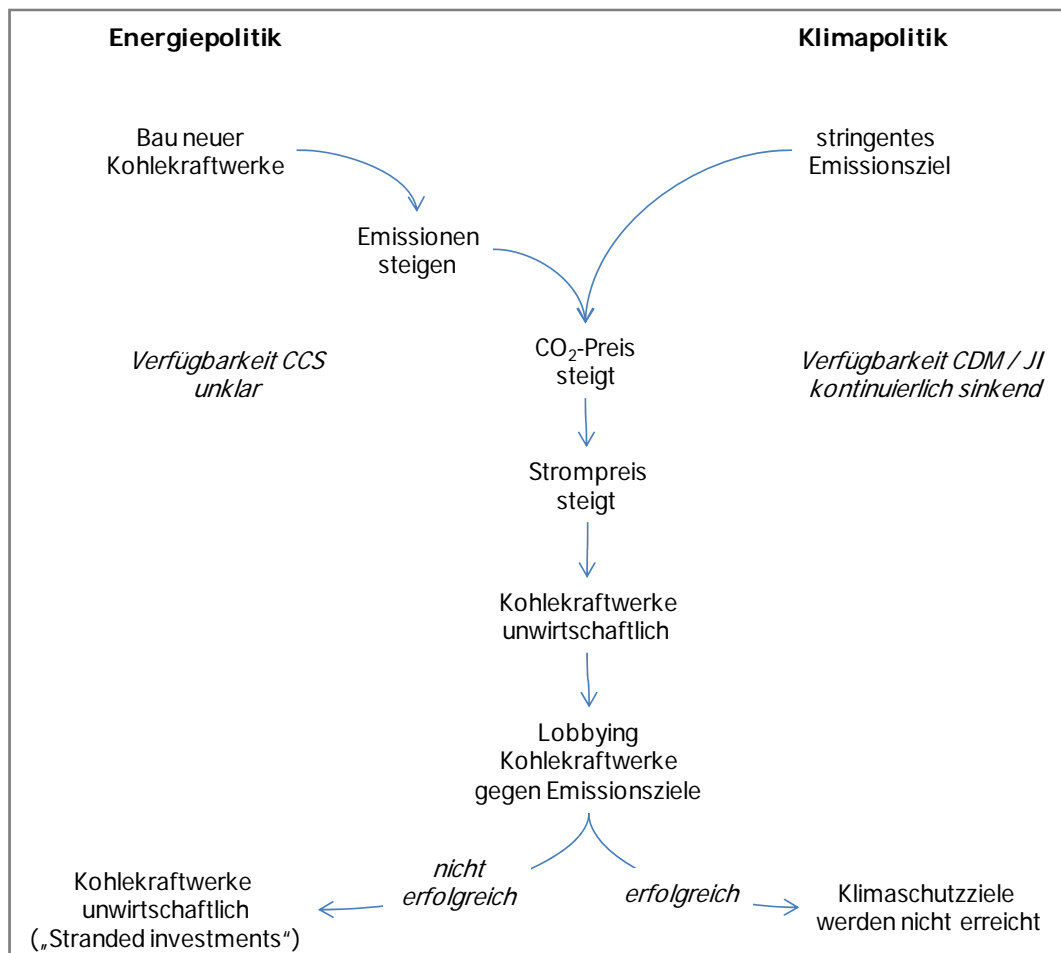 Energiepolitik
Klimapolitik
Bau neuer
Kohlekraftwerke
stringentes
Emissionsziel
Emissionen
steigen
Verfügbarkeit CCS
unklar
CO₂-Preis
steigt
Verfügbarkeit CDM / JI
kontinuierlich sinkend
Strompreis
steigt
Kohlekraftwerke
unwirtschaftlich
Lobbying
Kohlekraftwerke
gegen Emissionsziele
nicht
erfolgreich
erfolgreich
Kohlekraftwerke
unwirtschaftlich
(„Stranded investments“)
Klimaschutzziele
werden nicht erreicht